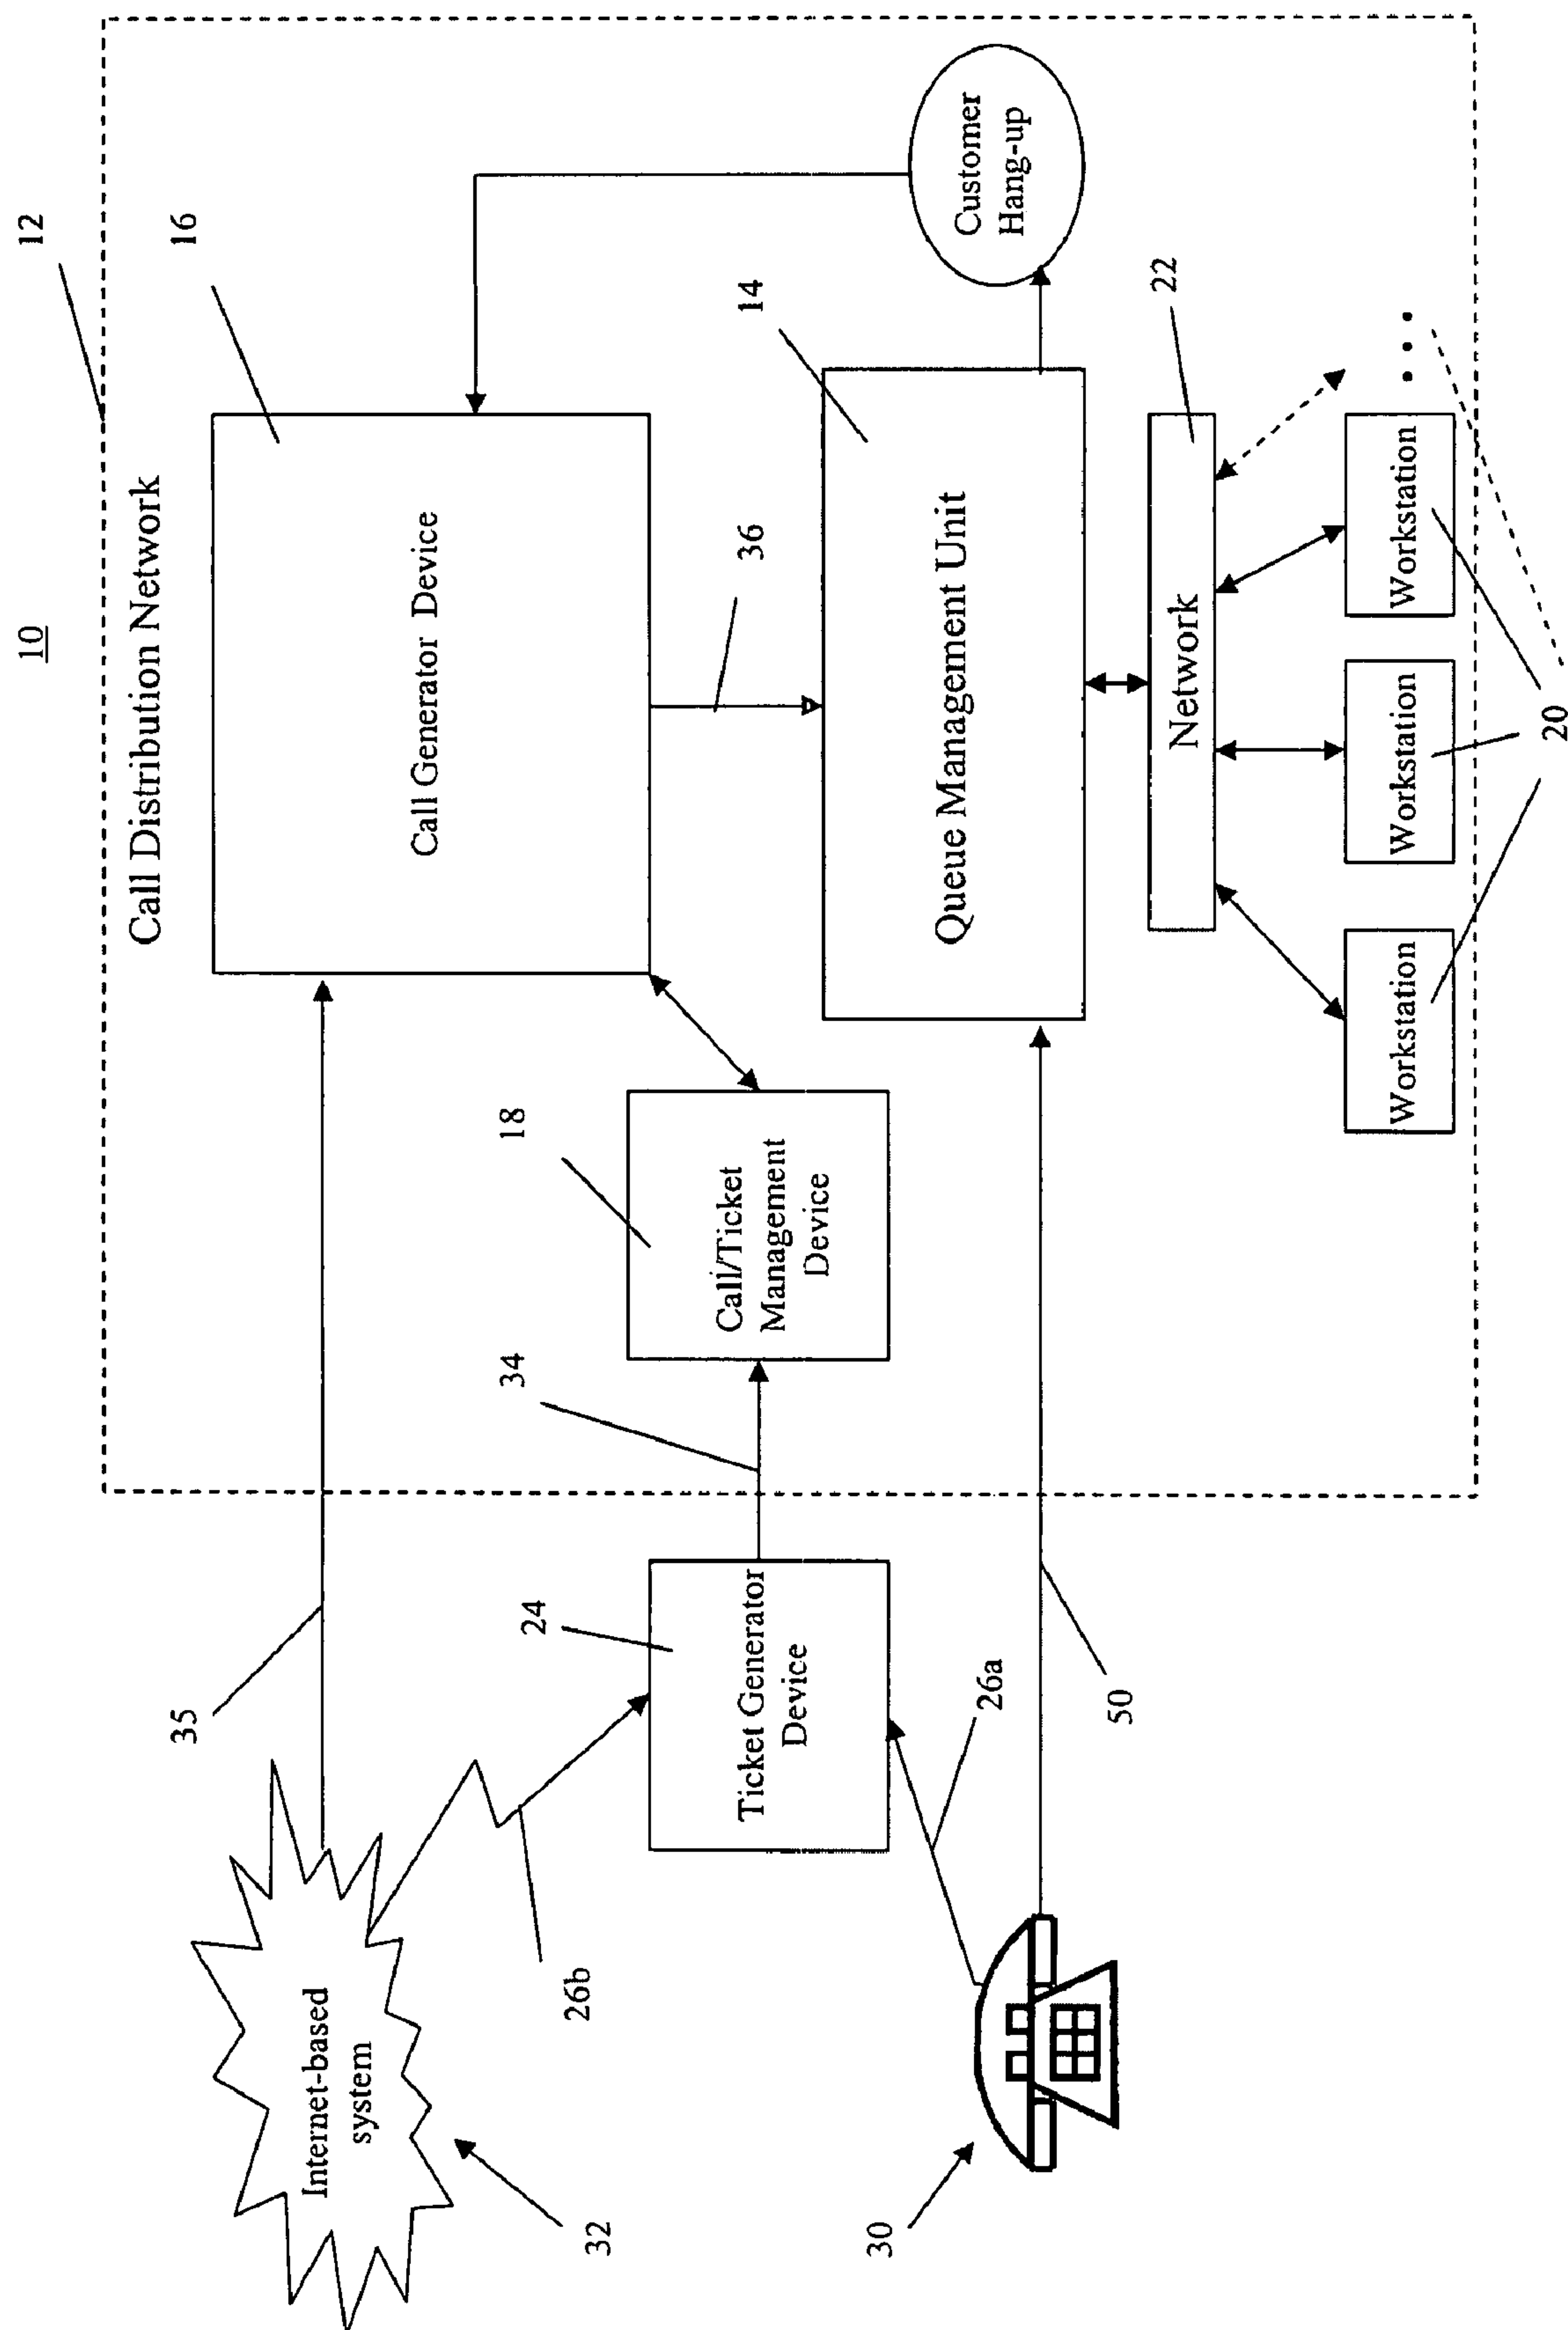 10
12
Call Distribution Network
16
Call Generator Device
35
Internet-based
system
32
26b
24
Ticket Generator
Device
34
18
Call/Ticket
Management
Device
36
14
Queue Management Unit
Customer
Hang-up
26a
50
30
22
Network
Workstation
Workstation
Workstation
20